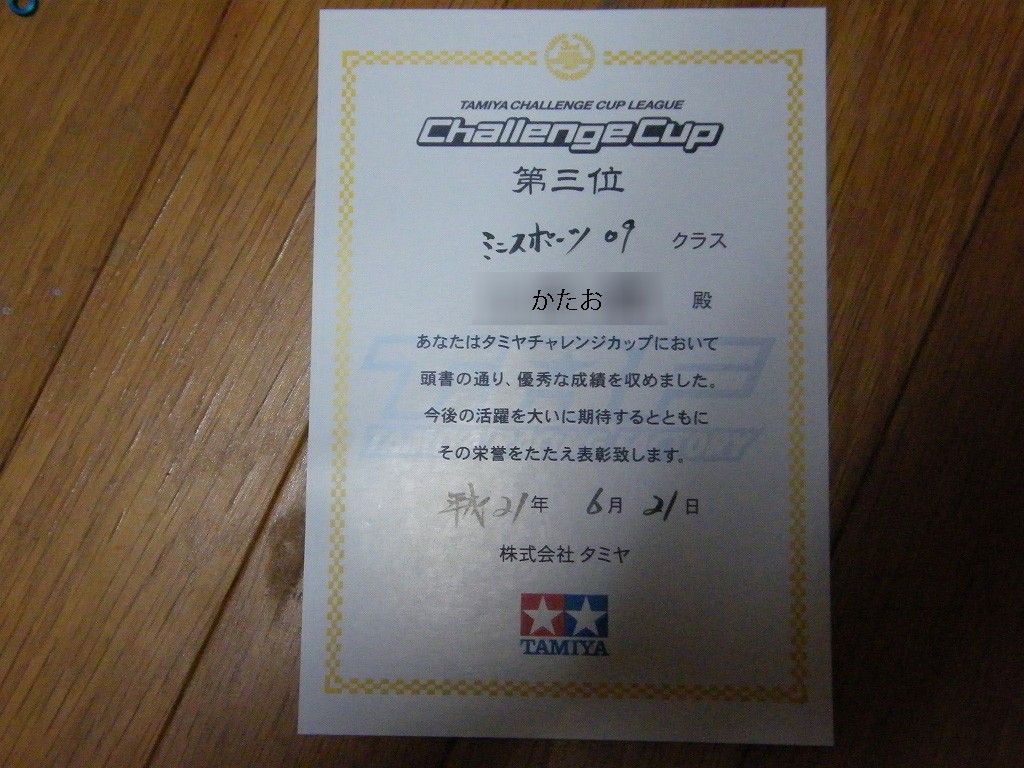 TAMIYA CHALLENGE CUP LEAGUE
Challenge Cup
第三位
ミニスポーツ 09 クラス
かたお 殿
あなたはタミヤチャレンジカップにおいて
頭書の通り、優秀な成績を収めました。
今後の活躍を大いに期待するとともに
その栄誉をたたえ表彰致します。
平成21年 6月 21日
株式会社 タミヤ
TAMIYA